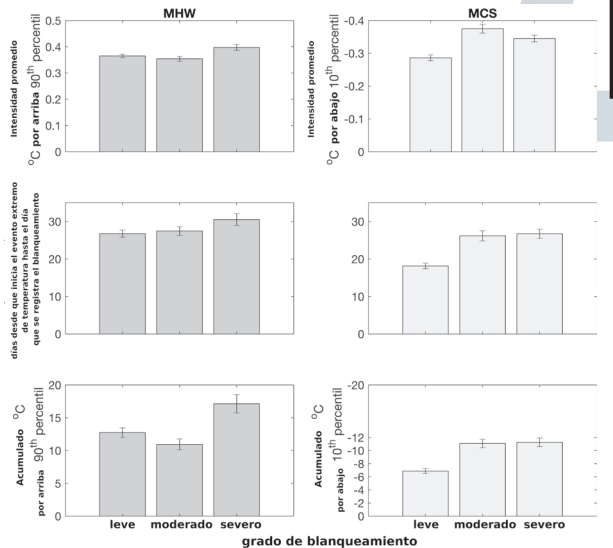 MHW
Intensidad promedio
ºC por arriba 90th percentil
0.5
0.4
0.3
0.2
0.1
0
MCS
Intensidad promedio
ºC por abajo 10th percentil
-0.4
-0.3
-0.2
-0.1
0
días desde que inicia el evento extremo
de temperatura hasta el día
que se registra el blanqueamiento
30
20
10
0
30
20
10
0
Acumulado ºC
por arriba 90th percentil
20
15
10
5
0
leve moderado severo
Acumulado ºC
por abajo 10th percentil
-20
-12
-10
-8
-6
-4
-2
0
leve moderado severo
grado de blanqueamiento